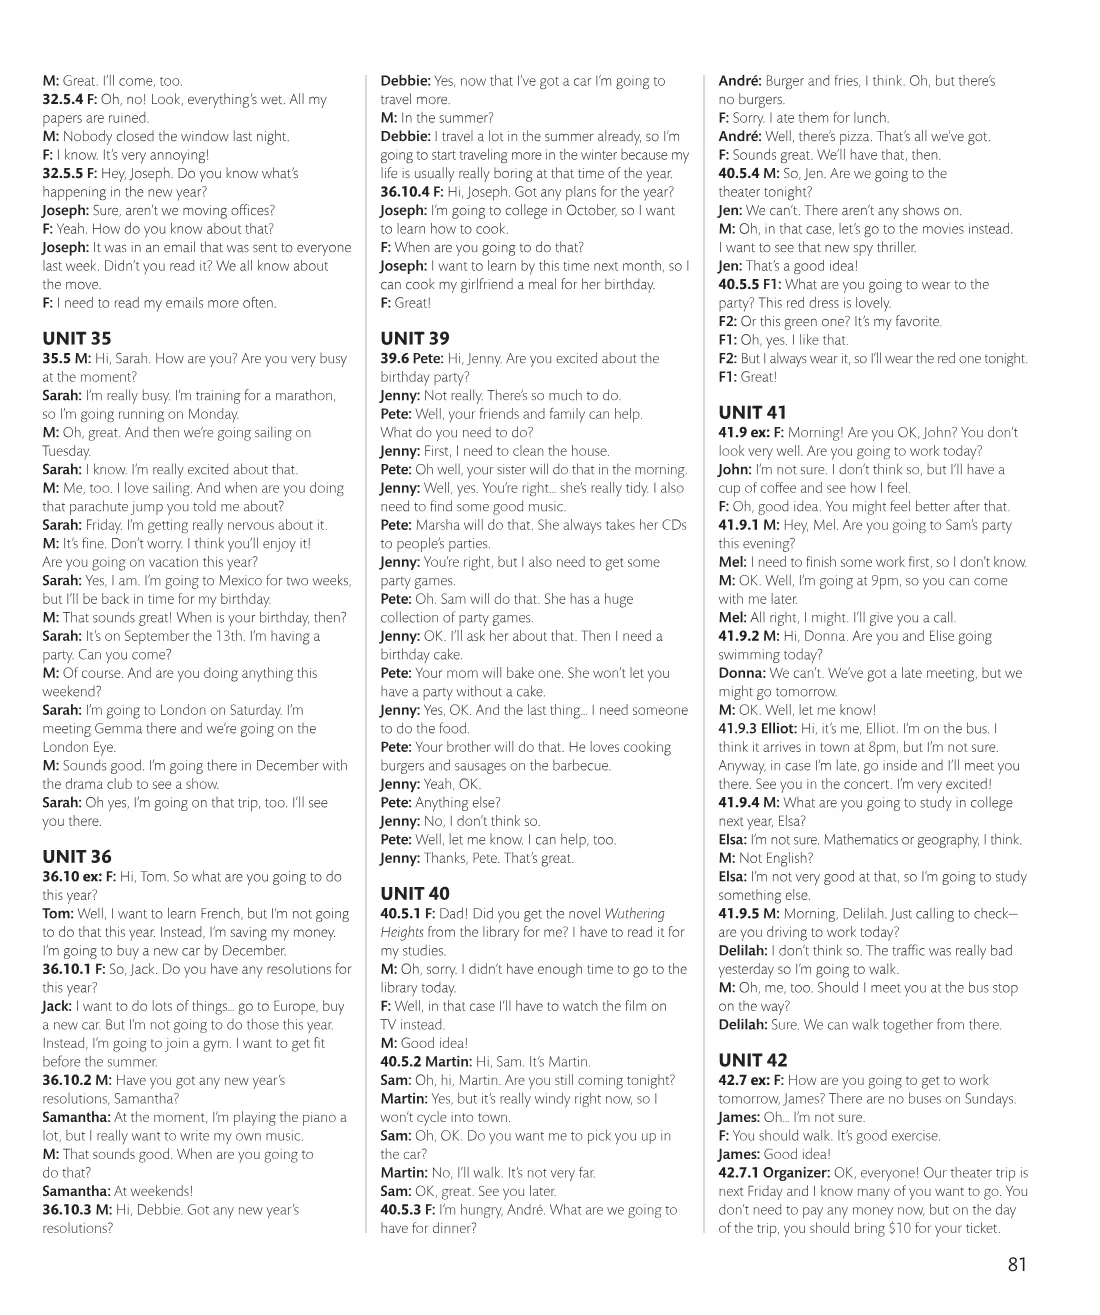 M: Great. I’ll come, too.
32.5.4 F: Oh, no! Look, everything’s wet. All my
papers are ruined.
M: Nobody closed the window last night.
F: I know. It’s very annoying!
32.5.5 F: Hey, Joseph. Do you know what’s
happening in the new year?
Joseph: Sure, aren’t we moving offices?
F: Yeah. How do you know about that?
Joseph: It was in an email that was sent to everyone
last week. Didn’t you read it? We all know about
the move.
F: I need to read my emails more often.
UNIT 35
35.5 M: Hi, Sarah. How are you? Are you very busy
at the moment?
Sarah: I’m really busy. I’m training for a marathon,
so I’m going running on Monday.
M: Oh, great. And then we’re going sailing on
Tuesday.
Sarah: I know. I’m really excited about that.
M: Me, too. I love sailing. And when are you doing
that parachute jump you told me about?
Sarah: Friday. I’m getting really nervous about it.
M: It’s fine. Don’t worry. I think you’ll enjoy it!
Are you going on vacation this year?
Sarah: Yes, I am. I’m going to Mexico for two weeks,
but I’ll be back in time for my birthday.
M: That sounds great! When is your birthday, then?
Sarah: It’s on September the 13th. I’m having a
party. Can you come?
M: Of course. And are you doing anything this
weekend?
Sarah: I’m going to London on Saturday. I’m
meeting Gemma there and we’re going on the
London Eye.
M: Sounds good. I’m going there in December with
the drama club to see a show.
Sarah: Oh yes, I’m going on that trip, too. I’ll see
you there.
UNIT 36
36.10 ex: F: Hi, Tom. So what are you going to do
this year?
Tom: Well, I want to learn French, but I’m not going
to do that this year. Instead, I’m saving my money.
I’m going to buy a new car by December.
36.10.1 F: So, Jack. Do you have any resolutions for
this year?
Jack: I want to do lots of things… go to Europe, buy
a new car. But I’m not going to do those this year.
Instead, I’m going to join a gym. I want to get fit
before the summer.
36.10.2 M: Have you got any new year’s
resolutions, Samantha?
Samantha: At the moment, I’m playing the piano a
lot, but I really want to write my own music.
M: That sounds good. When are you going to
do that?
Samantha: At weekends!
36.10.3 M: Hi, Debbie. Got any new year’s
resolutions?
Debbie: Yes, now that I’ve got a car I’m going to
travel more.
M: In the summer?
Debbie: I travel a lot in the summer already, so I’m
going to start traveling more in the winter because my
life is usually really boring at that time of the year.
36.10.4 F: Hi, Joseph. Got any plans for the year?
Joseph: I’m going to college in October, so I want
to learn how to cook.
F: When are you going to do that?
Joseph: I want to learn by this time next month, so I
can cook my girlfriend a meal for her birthday.
F: Great!
UNIT 39
39.6 Pete: Hi, Jenny. Are you excited about the
birthday party?
Jenny: Not really. There’s so much to do.
Pete: Well, your friends and family can help.
What do you need to do?
Jenny: First, I need to clean the house.
Pete: Oh well, your sister will do that in the morning.
Jenny: Well, yes. You’re right… she’s really tidy. I also
need to find some good music.
Pete: Marsha will do that. She always takes her CDs
to people’s parties.
Jenny: You’re right, but I also need to get some
party games.
Pete: Oh. Sam will do that. She has a huge
collection of party games.
Jenny: OK. I’ll ask her about that. Then I need a
birthday cake.
Pete: Your mom will bake one. She won’t let you
have a party without a cake.
Jenny: Yes, OK. And the last thing… I need someone
to do the food.
Pete: Your brother will do that. He loves cooking
burgers and sausages on the barbecue.
Jenny: Yeah, OK.
Pete: Anything else?
Jenny: No, I don’t think so.
Pete: Well, let me know. I can help, too.
Jenny: Thanks, Pete. That’s great.
UNIT 40
40.5.1 F: Dad! Did you get the novel Wuthering
Heights from the library for me? I have to read it for
my studies.
M: Oh, sorry. I didn’t have enough time to go to the
library today.
F: Well, in that case I’ll have to watch the film on
TV instead.
M: Good idea!
40.5.2 Martin: Hi, Sam. It’s Martin.
Sam: Oh, hi, Martin. Are you still coming tonight?
Martin: Yes, but it’s really windy right now, so I
won’t cycle into town.
Sam: Oh, OK. Do you want me to pick you up in
the car?
Martin: No, I’ll walk. It’s not very far.
Sam: OK, great. See you later.
40.5.3 F: I’m hungry, André. What are we going to
have for dinner?
André: Burger and fries, I think. Oh, but there’s
no burgers.
F: Sorry. I ate them for lunch.
André: Well, there’s pizza. That’s all we’ve got.
F: Sounds great. We’ll have that, then.
40.5.4 M: So, Jen. Are we going to the
theater tonight?
Jen: We can’t. There aren’t any shows on.
M: Oh, in that case, let’s go to the movies instead.
I want to see that new spy thriller.
Jen: That’s a good idea!
40.5.5 F1: What are you going to wear to the
party? This red dress is lovely.
F2: Or this green one? It’s my favorite.
F1: Oh, yes. I like that.
F2: But I always wear it, so I’ll wear the red one tonight.
F1: Great!
UNIT 41
41.9 ex: F: Morning! Are you OK, John? You don’t
look very well. Are you going to work today?
John: I’m not sure. I don’t think so, but I’ll have a
cup of coffee and see how I feel.
F: Oh, good idea. You might feel better after that.
41.9.1 M: Hey, Mel. Are you going to Sam’s party
this evening?
Mel: I need to finish some work first, so I don’t know.
M: OK. Well, I’m going at 9pm, so you can come
with me later.
Mel: All right, I might. I’ll give you a call.
41.9.2 M: Hi, Donna. Are you and Elise going
swimming today?
Donna: We can’t. We’ve got a late meeting, but we
might go tomorrow.
M: OK. Well, let me know!
41.9.3 Elliot: Hi, it’s me, Elliot. I’m on the bus. I
think it arrives in town at 8pm, but I’m not sure.
Anyway, in case I’m late, go inside and I’ll meet you
there. See you in the concert. I’m very excited!
41.9.4 M: What are you going to study in college
next year, Elsa?
Elsa: I’m not sure. Mathematics or geography, I think.
M: Not English?
Elsa: I’m not very good at that, so I’m going to study
something else.
41.9.5 M: Morning, Delilah. Just calling to check—
are you driving to work today?
Delilah: I don’t think so. The traffic was really bad
yesterday so I’m going to walk.
M: Oh, me, too. Should I meet you at the bus stop
on the way?
Delilah: Sure. We can walk together from there.
UNIT 42
42.7 ex: F: How are you going to get to work
tomorrow, James? There are no buses on Sundays.
James: Oh… I’m not sure.
F: You should walk. It’s good exercise.
James: Good idea!
42.7.1 Organizer: OK, everyone! Our theater trip is
next Friday and I know many of you want to go. You
don’t need to pay any money now, but on the day
of the trip, you should bring $10 for your ticket.
81